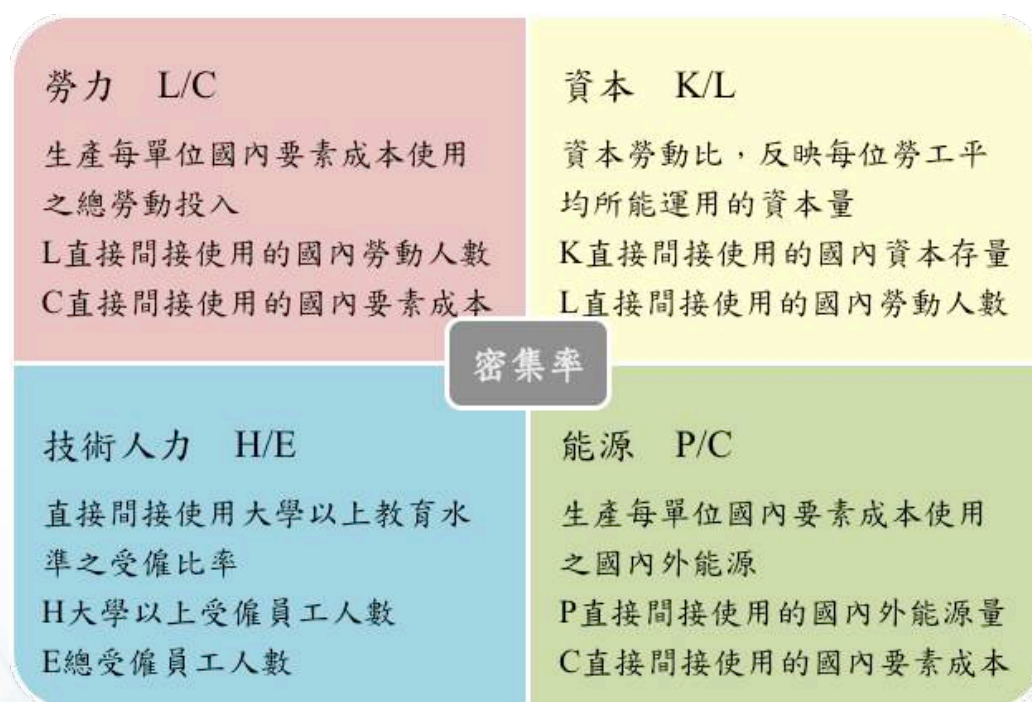 勞力 L/C
生產每單位國內要素成本使用
之總勞動投入
L直接間接使用的國內勞動人數
C直接間接使用的國內要素成本
資本 K/L
資本勞動比，反映每位勞工平
均所能運用的資本量
K直接間接使用的國內資本存量
L直接間接使用的國內勞動人數
密集率
技術人力 H/E
直接間接使用大學以上教育水
準之受僱比率
H大學以上受僱員工人數
E總受僱員工人數
能源 P/C
生產每單位國內要素成本使用
之國內外能源
P直接間接使用的國內外能源量
C直接間接使用的國內要素成本